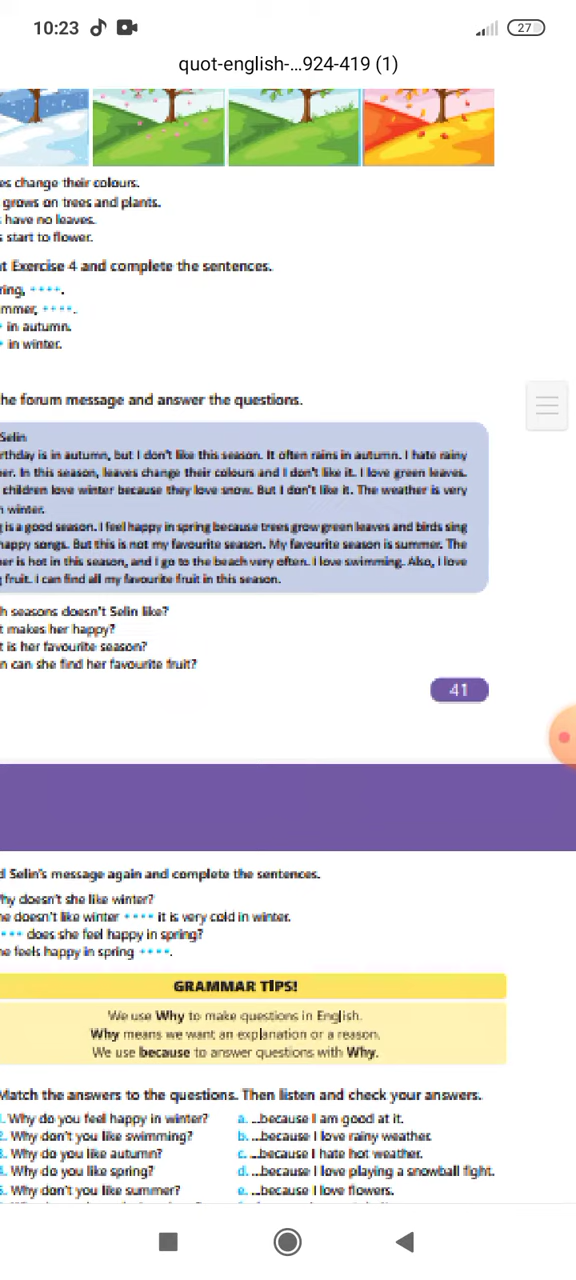 10:23
27
quot-english-...924-419 (1)
es change their colours.
grows on trees and plants.
have no leaves.
s start to flower.
t Exercise 4 and complete the sentences.
ring, ****.
mmer, ****.
* in autumn.
* in winter.
he forum message and answer the questions.
Selin
rthday is in autumn, but I don't like this season. It often rains in autumn. I hate rainy
er. In this season, leaves change their colours and I don't like it. I love green leaves.
children love winter because they love snow. But I don't like it. The weather is very
n winter.
g is a good season. I feel happy in spring because trees grow green leaves and birds sing
happy songs. But this is not my favourite season. My favourite season is summer. The
er is hot in this season, and I go to the beach very often. I love swimming. Also, I love
g fruit. I can find all my favourite fruit in this season.
h seasons doesn't Selin like?
t makes her happy?
t is her favourite season?
n can she find her favourite fruit?
41
d Selin's message again and complete the sentences.
hy doesn't she like winter?
he doesn't like winter **** it is very cold in winter.
*** does she feel happy in spring?
he feels happy in spring ****.
GRAMMAR TİPS!
We use Why to make questions in English.
Why means we want an explanation or a reason.
We use because to answer questions with Why.
Match the answers to the questions. Then listen and check your answers.
1. Why do you feel happy in winter? a. ...because I am good at it.
2. Why don't you like swimming? b. ...because I love rainy weather.
3. Why do you like autumn? c. ...because I hate hot weather.
4. Why do you like spring? d. ...because I love playing a snowball fight.
5. Why don't you like summer? e. ...because I love flowers.